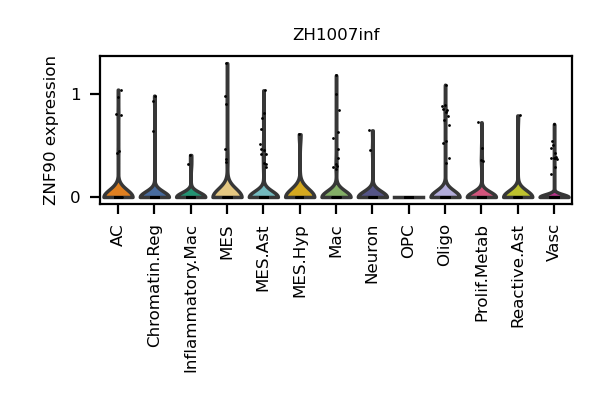 ZH1007inf
ZNF90 expression
1
0
AC
Chromatin.Reg
Inflammatory.Mac
MES
MES.Ast
MES.Hyp
Mac
Neuron
OPC
Oligo
Prolif.Metab
Reactive.Ast
Vasc